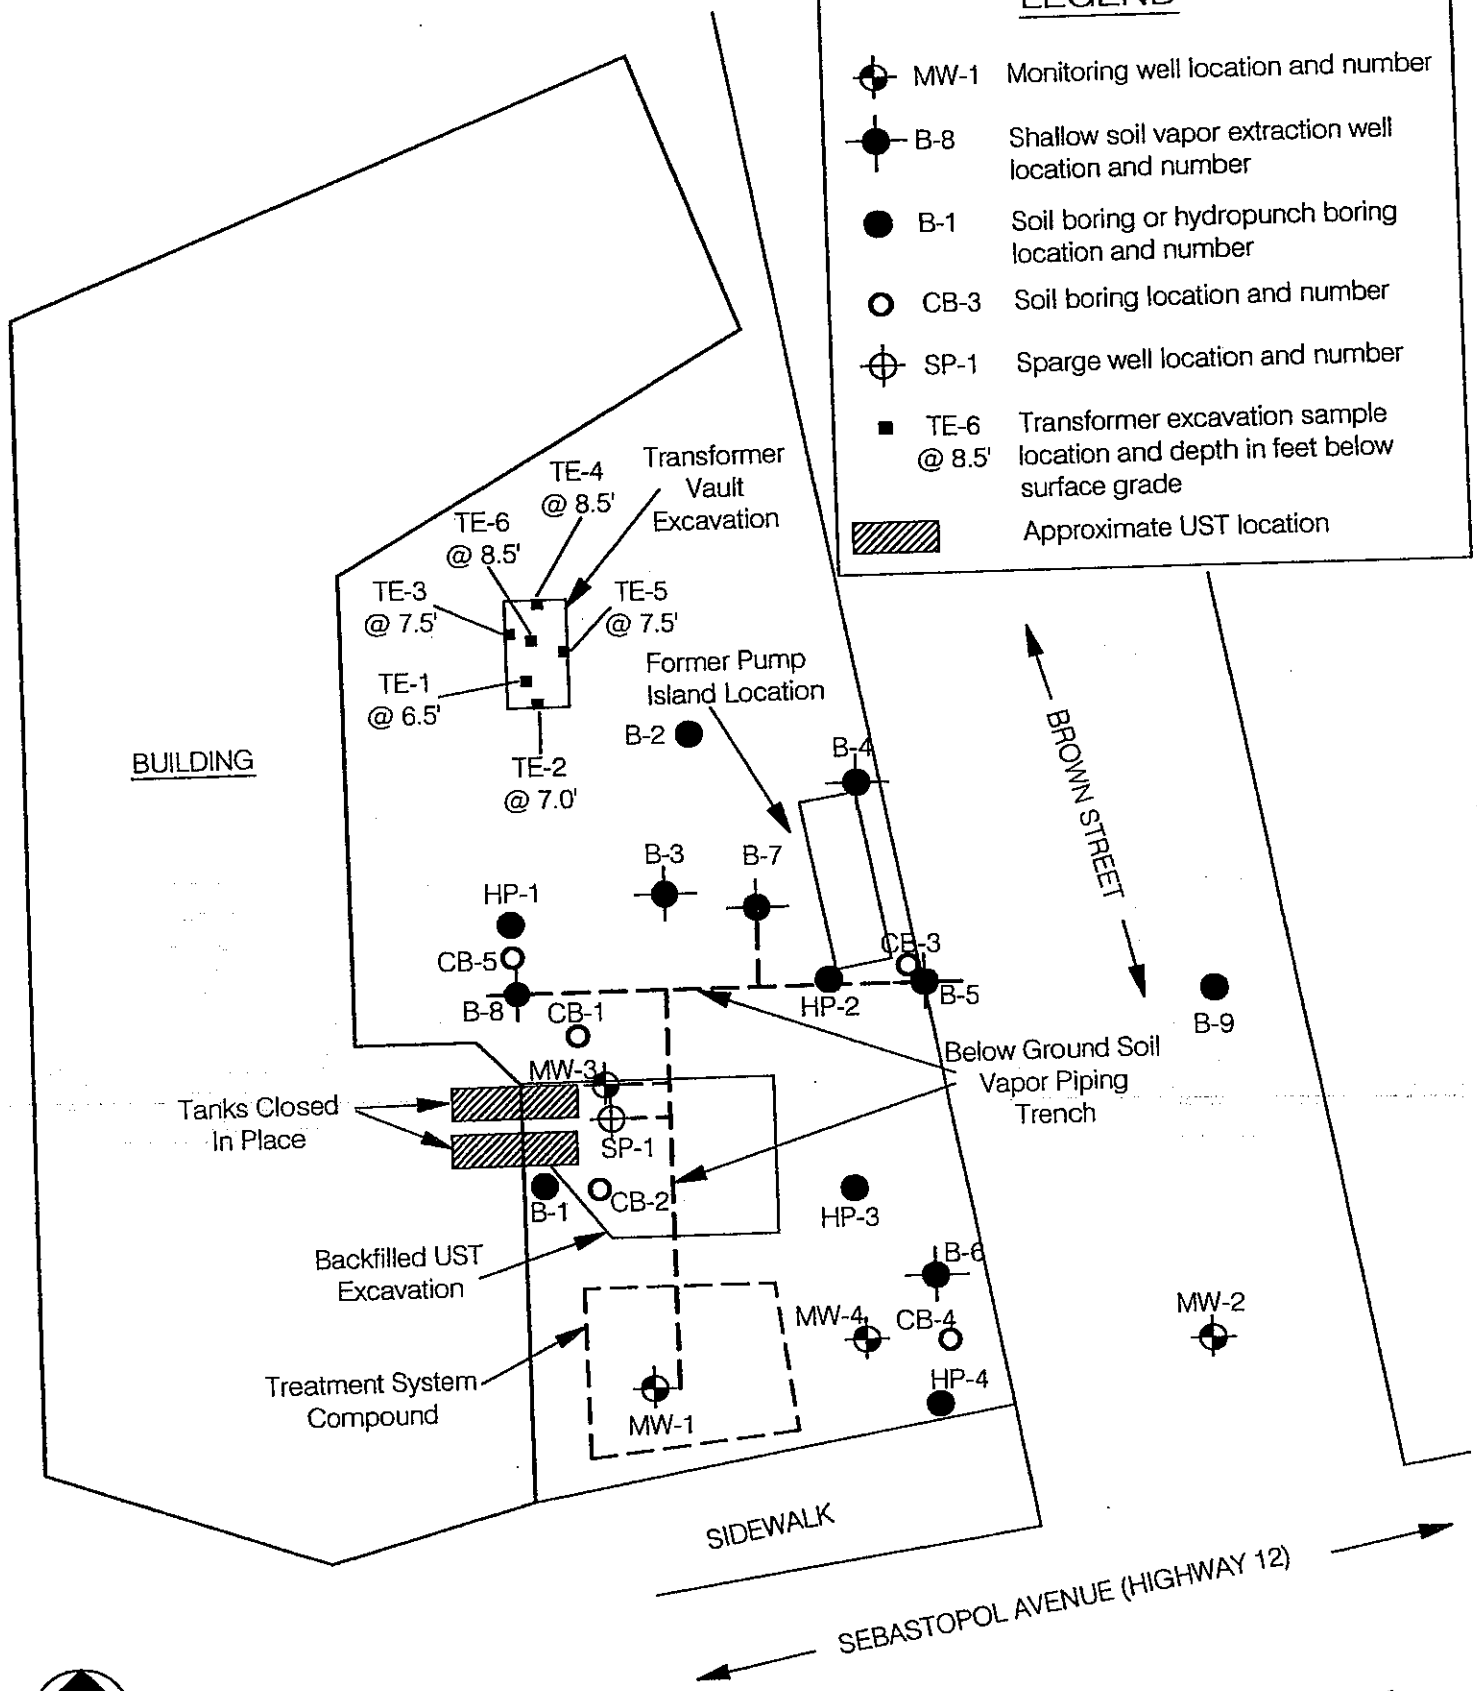 LEGEND
MW-1 Monitoring well location and number
B-8 Shallow soil vapor extraction well
location and number
B-1 Soil boring or hydropunch boring
location and number
CB-3 Soil boring location and number
SP-1 Sparge well location and number
TE-6 Transformer excavation sample
@ 8.5' location and depth in feet below
surface grade
Approximate UST location
Transformer
Vault
Excavation
TE-4
@ 8.5'
TE-6
@ 8.5'
TE-3
@ 7.5'
TE-5
@ 7.5'
TE-1
@ 6.5'
TE-2
@ 7.0'
Former Pump
Island Location
B-2
B-4
BUILDING
BROWN STREET
B-3
B-7
HP-1
CB-5
CB-3
B-8
CB-1
HP-2
B-5
B-9
MW-3
Below Ground Soil
Vapor Piping
Trench
Tanks Closed
In Place
SP-1
B-1
CB-2
HP-3
Backfilled UST
Excavation
B-6
MW-4
CB-4
MW-2
Treatment System
Compound
HP-4
MW-1
SIDEWALK
SEBASTOPOL AVENUE (HIGHWAY 12)